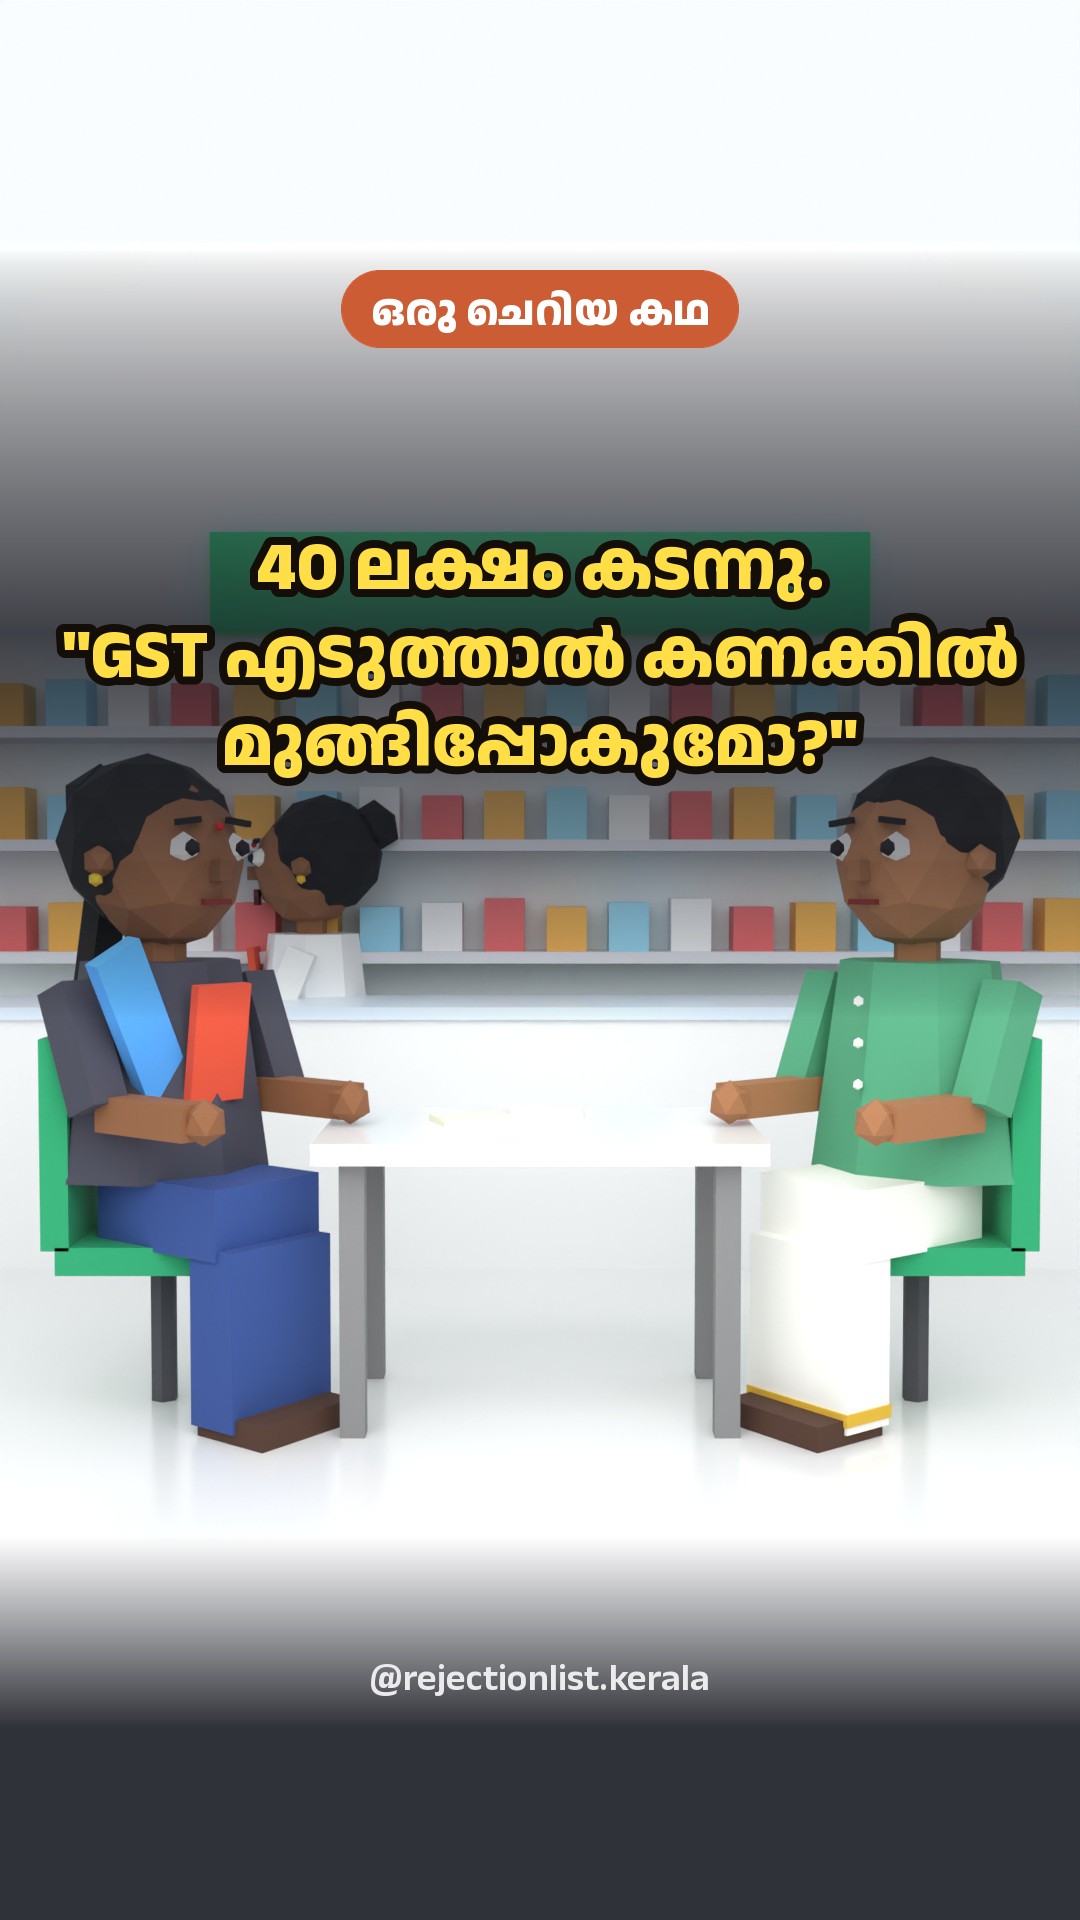 ഒരു ചെറിയ കഥ
40 ലക്ഷം കടന്നു.
"GST എടുത്താൽ കണക്കിൽ
മുങ്ങിപ്പോകുമോ?"
@rejectionlist.kerala